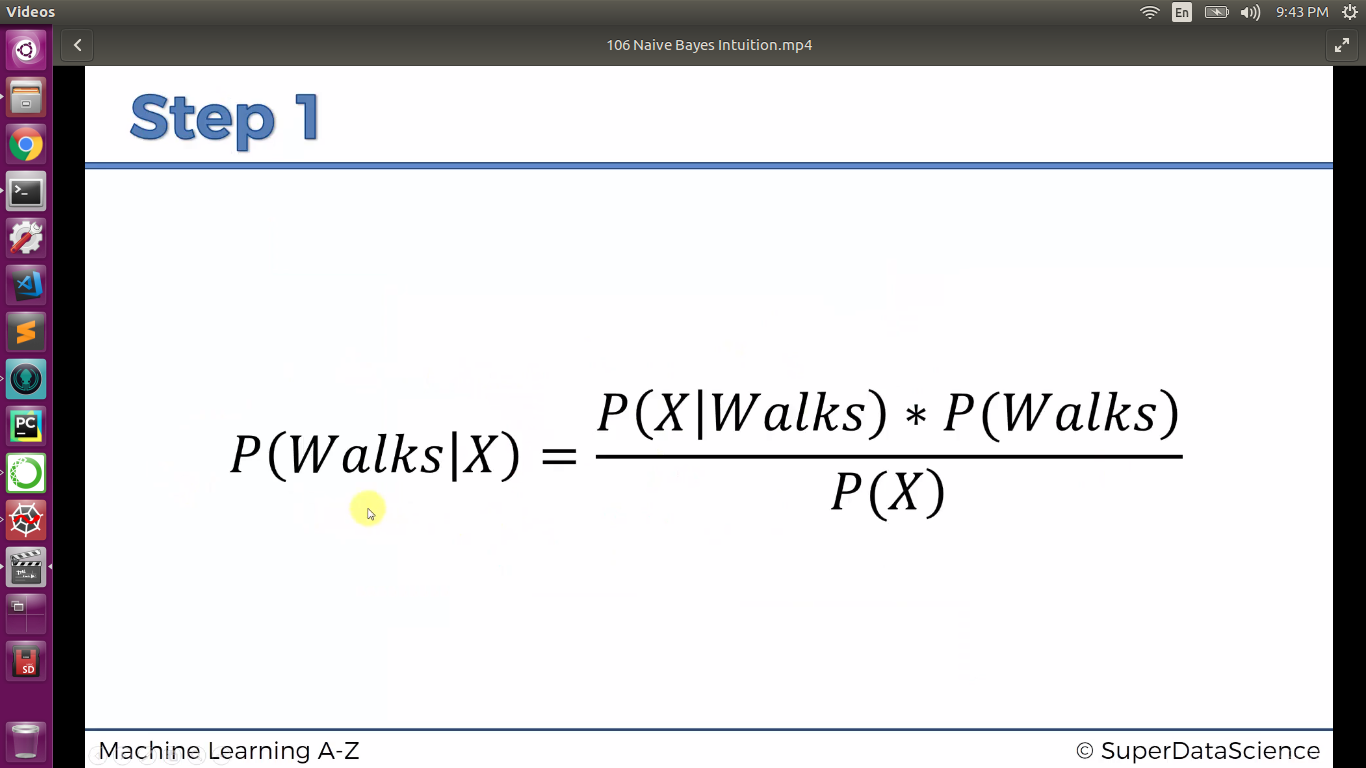 Videos
En
9:43 PM
106 Naive Bayes Intuition.mp4
Step 1
P(Walks|X) = P(X|Walks) * P(Walks)
P(X)
PC
SD
Machine Learning A-Z
© SuperDataScience